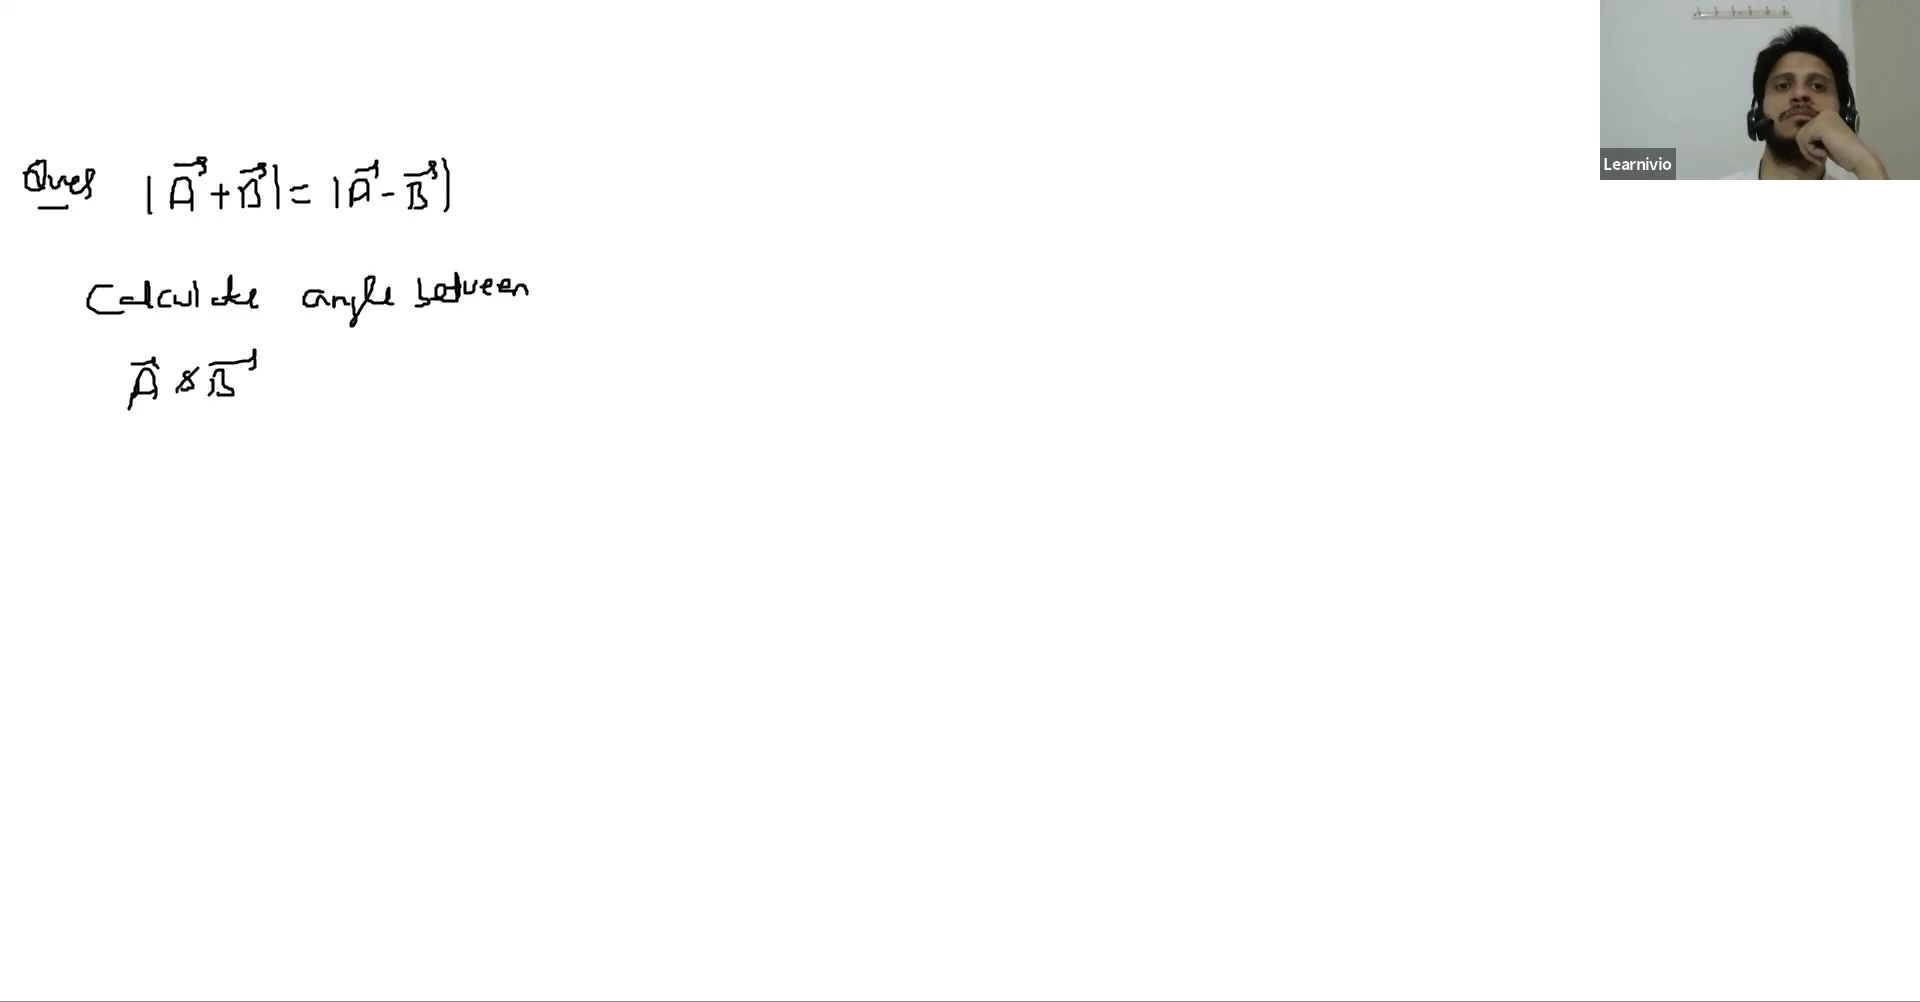 Ques |A⃗ + B⃗| = |A⃗ - B⃗|
Calculate angle between
A⃗ & B⃗
Learnivio